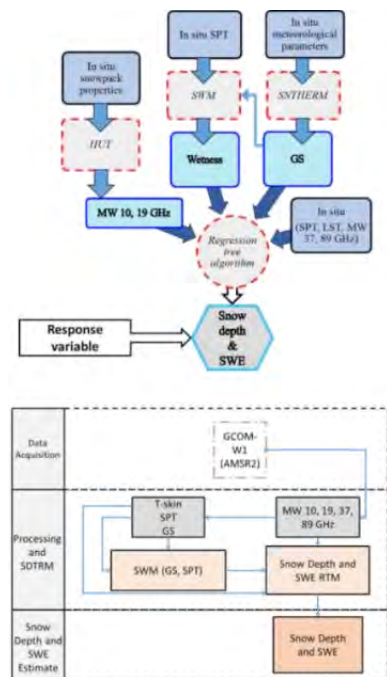 In situ SPT
In situ
meteorological
parameters
In situ
snowpack
properties
SWM
SNTHERM
HUT
Wetness
GS
MW 10, 19 GHz
Regression
tree
algorithm
In situ
(SPT, LST, MW
37, 89 GHz)
Response
variable
Snow
depth
&
SWE
Data
Acquisition
GCOM-
W1
(AMSR2)
Processing
and
SDTRM
T-skin
SPT
GS
MW 10, 19, 37,
89 GHz
SWM (GS, SPT)
Snow Depth and
SWE RTM
Snow Depth
and SWE
Estimate
Snow Depth
and SWE